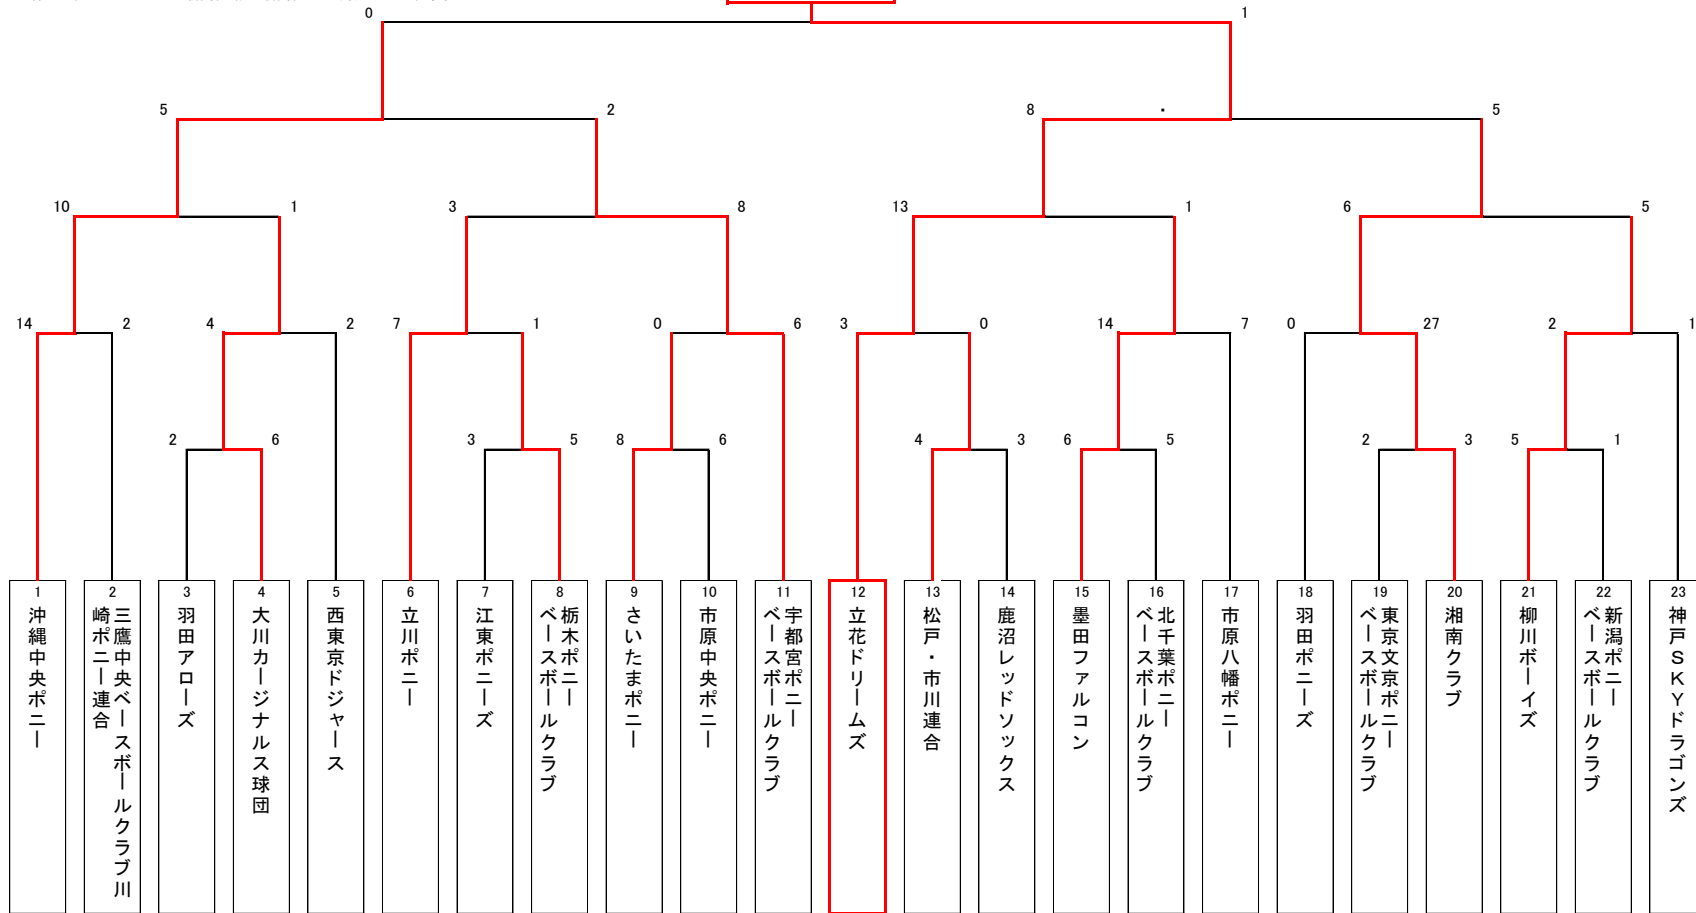 0
1
5
2
8
.
5
10
1
3
8
13
1
6
5
14
2
4
2
7
1
0
6
3
0
14
7
0
27
2
1
2
6
3
5
8
6
4
3
6
5
2
3
5
1
1
沖縄中央ポニー
2
三鷹中央ベースボールクラブ川
崎ポニー連合
3
羽田アローズ
4
大川カージナルス球団
5
西東京ドジャース
6
立川ポニー
7
江東ポニーズ
8
栃木ポニー
ベースボールクラブ
9
さいたまポニー
10
市原中央ポニー
11
宇都宮ポニー
ベースボールクラブ
12
立花ドリームズ
13
松戸・市川連合
14
鹿沼レッドソックス
15
墨田ファルコン
16
北千葉ポニー
ベースボールクラブ
17
市原八幡ポニー
18
羽田ポニーズ
19
東京文京ポニー
ベースボールクラブ
20
湘南クラブ
21
柳川ボーイズ
22
新潟ポニー
ベースボールクラブ
23
神戸SKYドラゴンズ